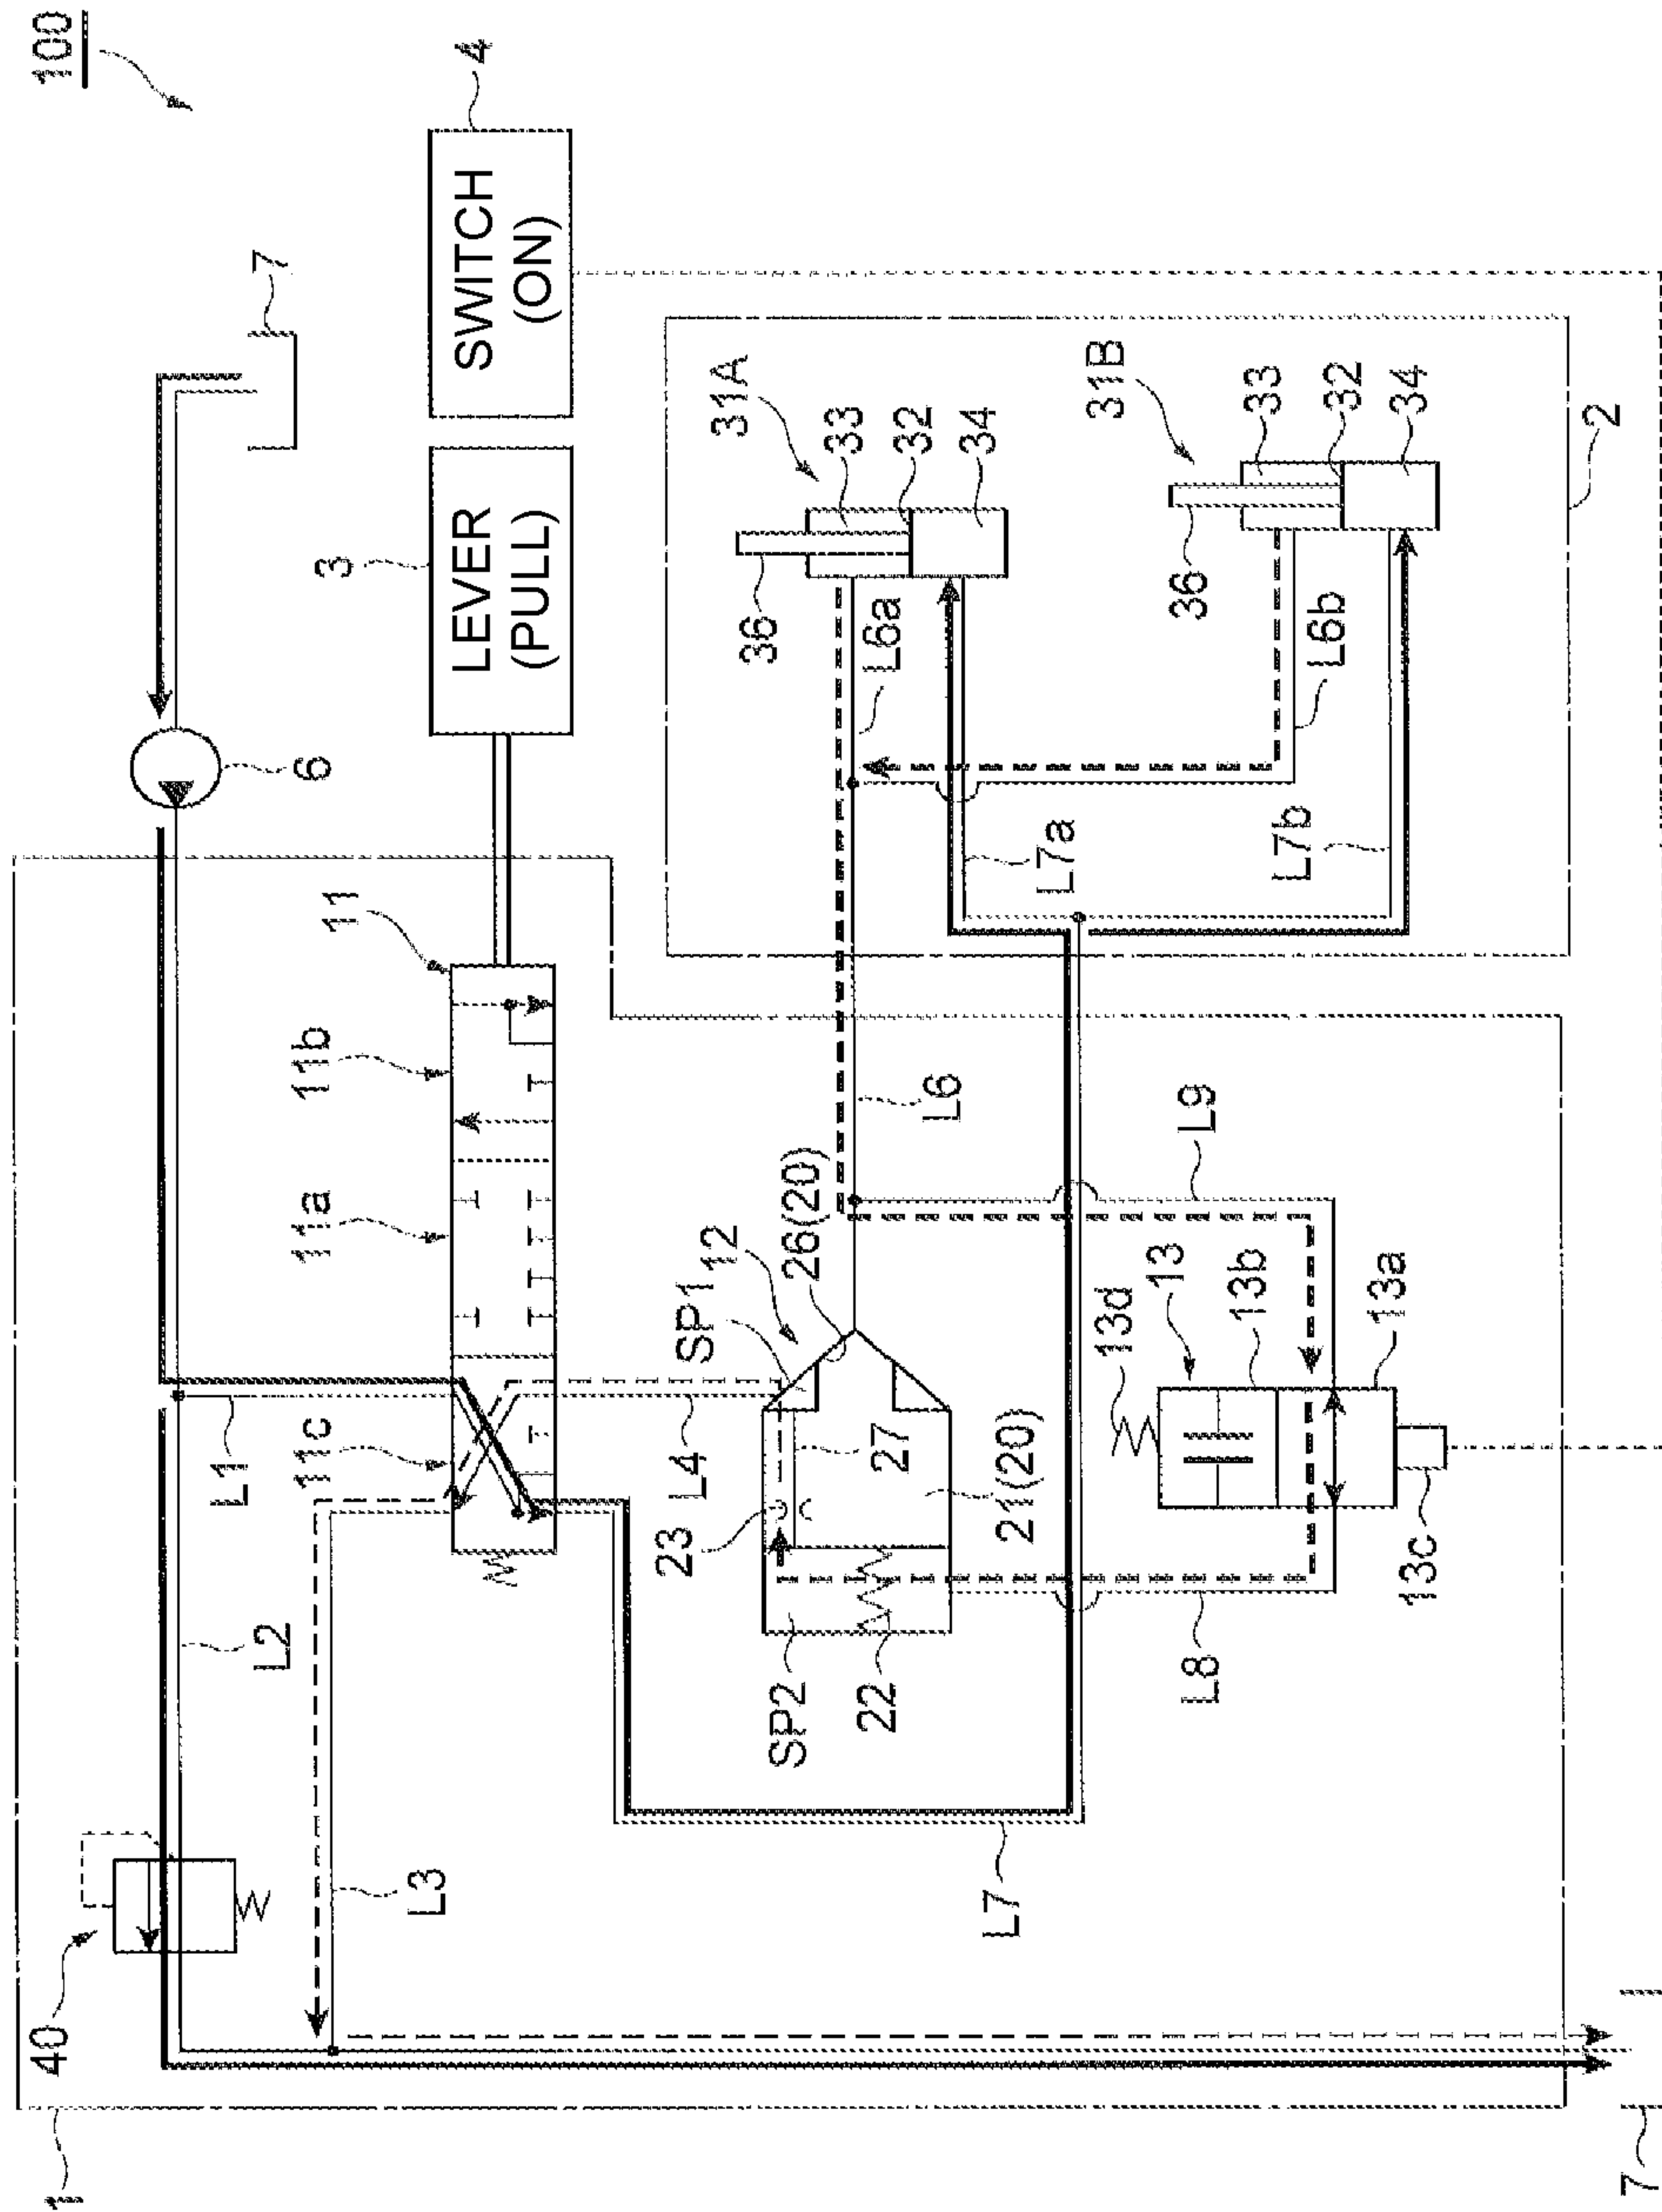 100
4
SWITCH
(ON)
7
3
LEVER
(PULL)
6
31A
33
32
34
36
L6a
31B
33
32
34
36
L6b
L7a
L7b
2
11
11b
11a
11c
L1
L2
L3
L4
L6
L9
26(20)
12
SP1
27
23
21(20)
SP2
22
13d
13
13b
13a
13c
L8
L7
40
1
7